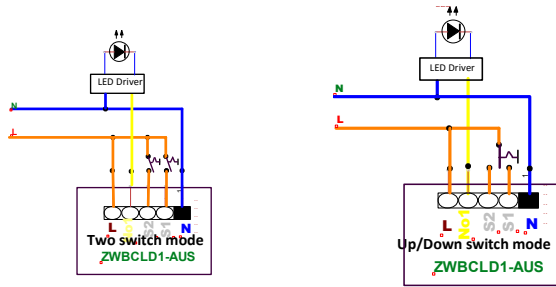 LED Driver
N
L
L No1 S2 S1 N
Two switch mode
ZWBCLD1-AUS
LED Driver
N
L
1
L No1 S2 S1 N
Up/Down switch mode
ZWBCLD1-AUS